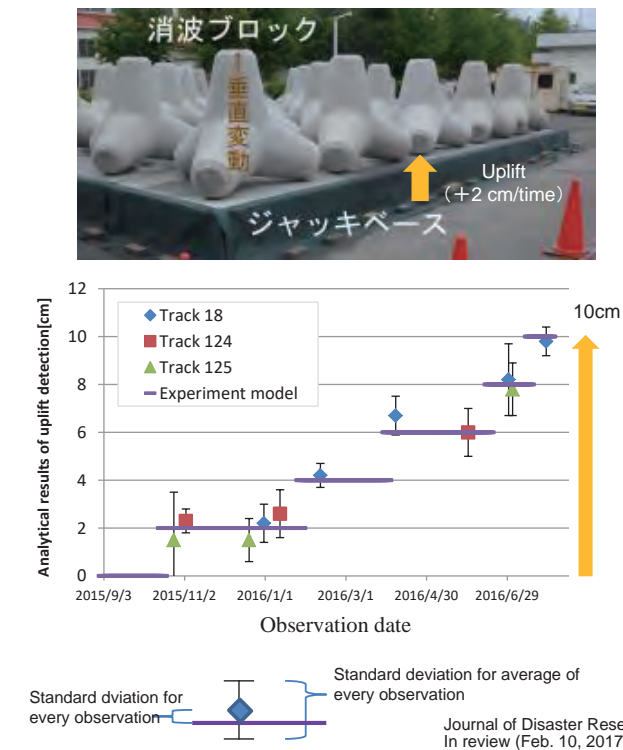 消波ブロック
↑垂直変動
Uplift
（＋2 cm/time）
ジャッキベース
12
10
8
6
4
2
0
Analytical results of uplift detection[cm]
Track 18
Track 124
Track 125
Experiment model
10cm
2015/9/3 2015/11/2 2016/1/1 2016/3/1 2016/4/30 2016/6/29
Observation date
Standard dviation for
every observation
Standard deviation for average of
every observation
Journal of Disaster Rese
In review (Feb. 10, 2017